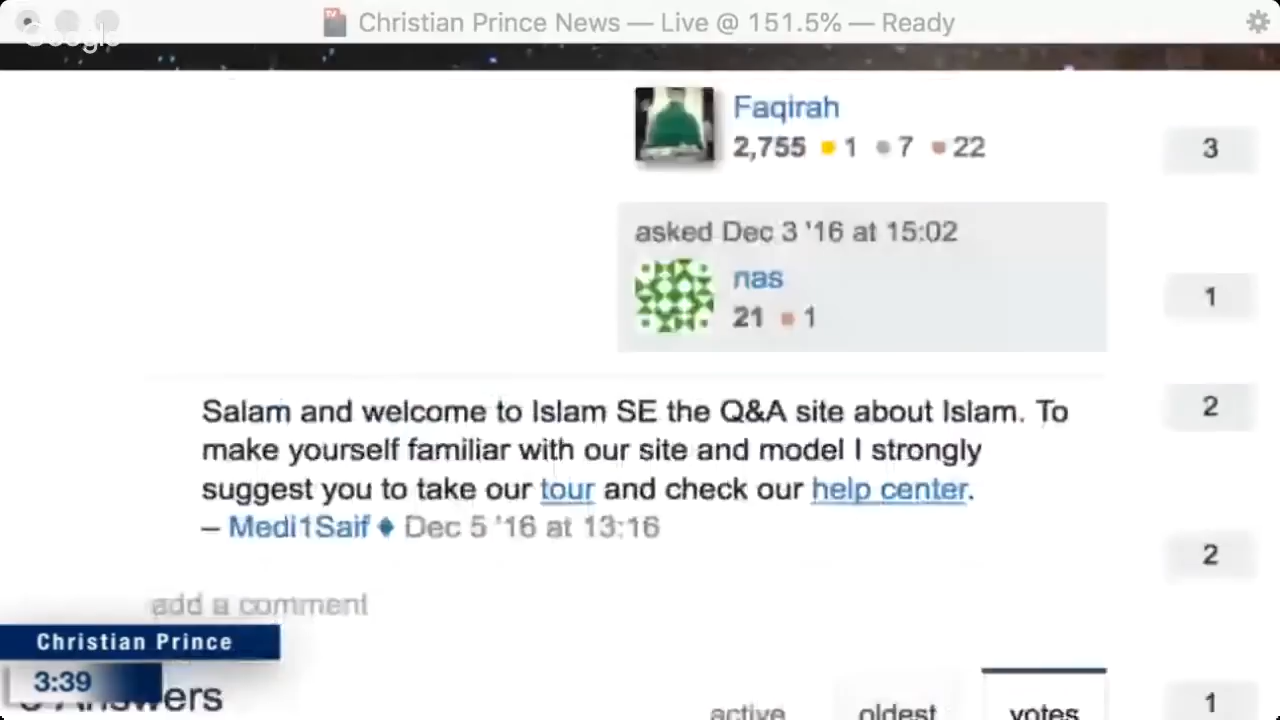 Christian Prince News — Live @ 151.5% — Ready
Google
Faqirah
2,755 1 7 22
3
asked Dec 3 '16 at 15:02
nas
21 1
1
Salam and welcome to Islam SE the Q&A site about Islam. To
make yourself familiar with our site and model I strongly
suggest you to take our tour and check our help center.
– Medi1Saif ♦ Dec 5 '16 at 13:16
2
2
add a comment
Christian Prince
3:39
Answers
active oldest votes
1